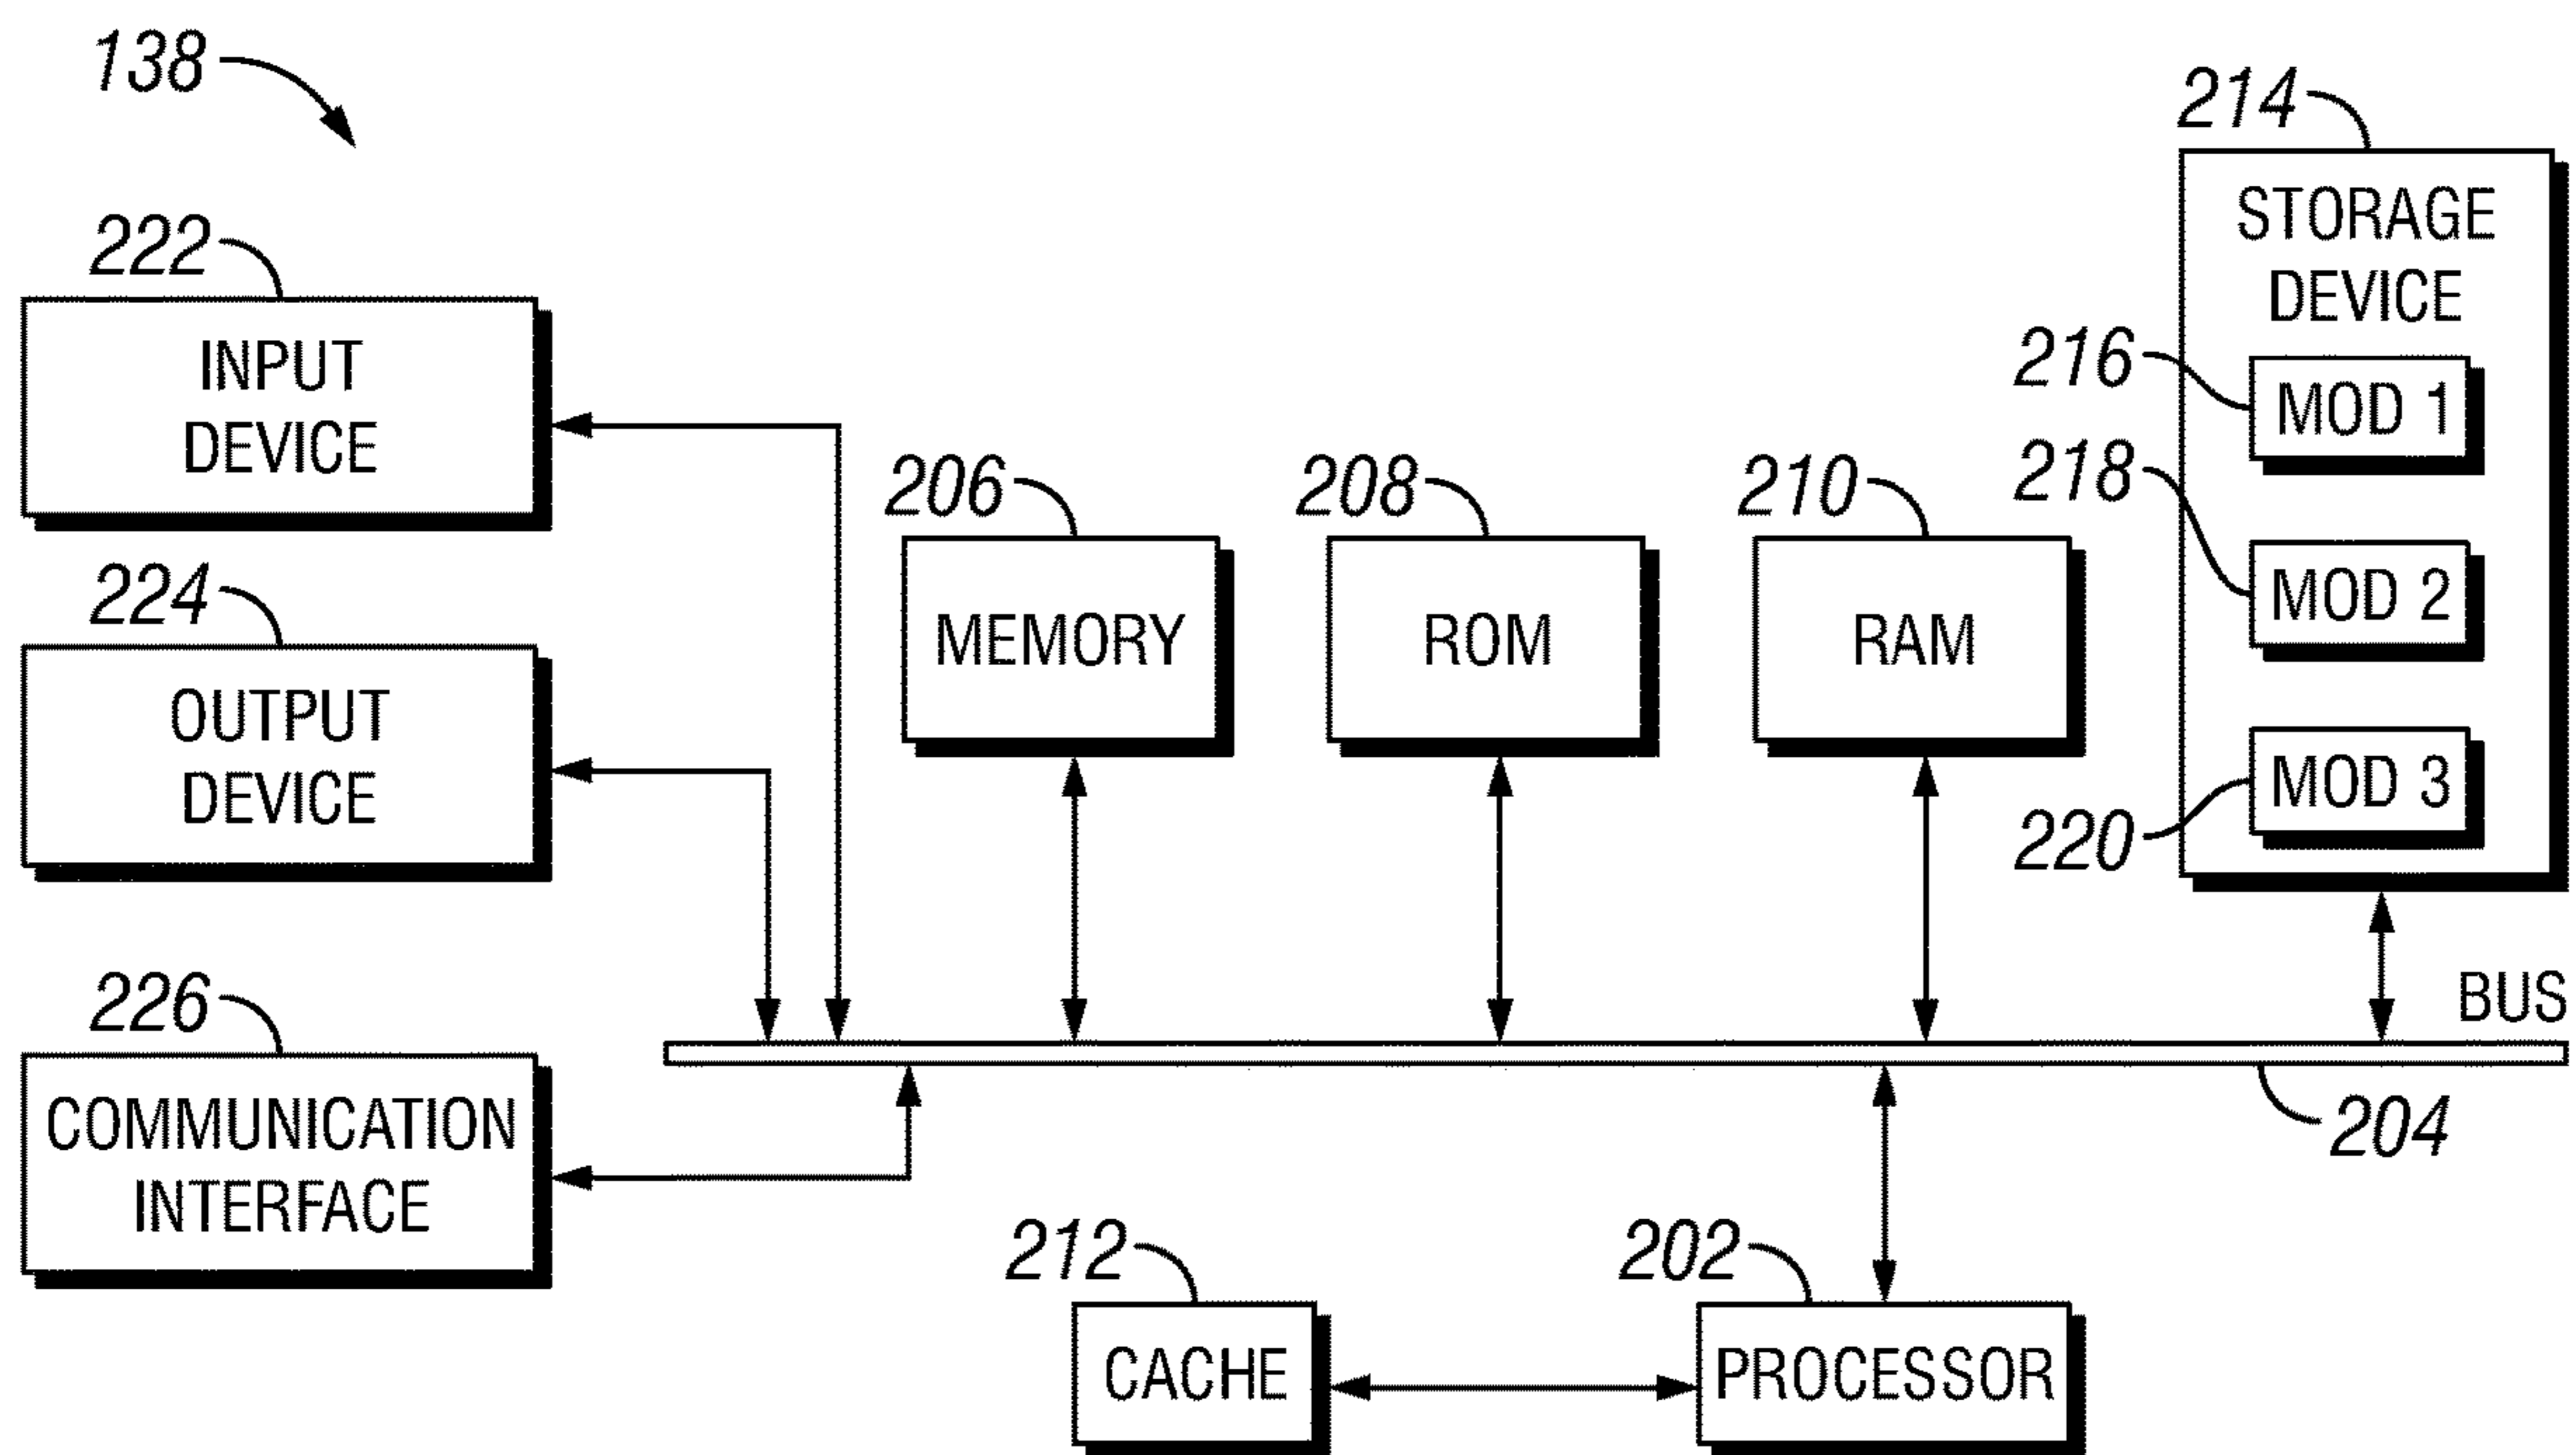 138
214
STORAGE
DEVICE
222
INPUT
DEVICE
216
MOD 1
206
208
210
218
MEMORY
ROM
RAM
MOD 2
224
OUTPUT
DEVICE
MOD 3
220
226
BUS
COMMUNICATION
INTERFACE
204
212
202
CACHE
PROCESSOR